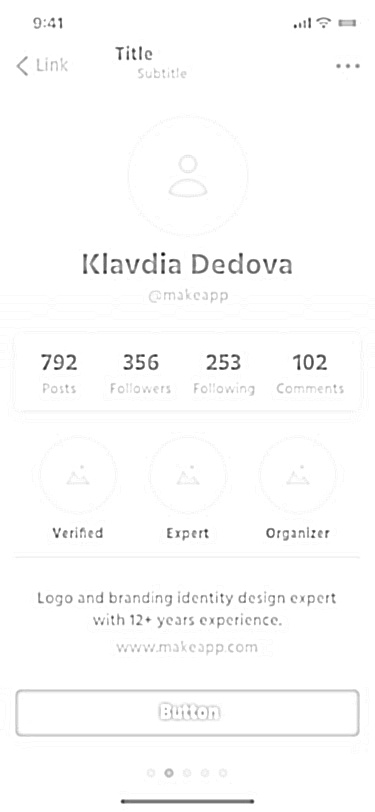 9:41
Link
Title
Subtitle
Klavdia Dedova
@makeapp
792 356 253 102
Posts Followers Following Comments
Verified Expert Organizer
Logo and branding identity design expert
with 12+ years experience.
www.makeapp.com
Button